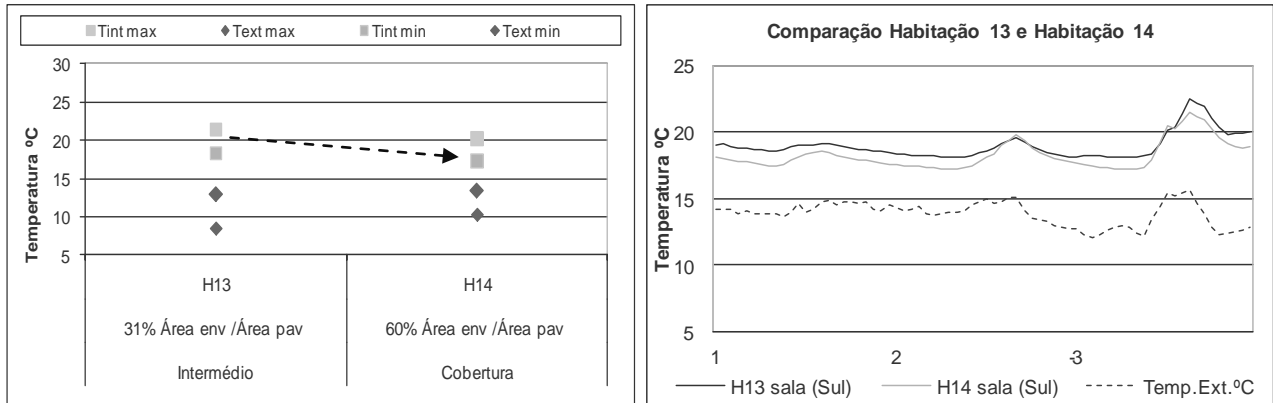 Tint max Text max Tint min Text min
Temperatura ºC
30
25
20
15
10
5
H13 H14
31% Área env /Área pav 60% Área env /Área pav
Intermédio Cobertura
Comparação Habitação 13 e Habitação 14
Temperatura ºC
25
20
15
10
5
1 2 -3
H13 sala (Sul) H14 sala (Sul) Temp.Ext.ºC